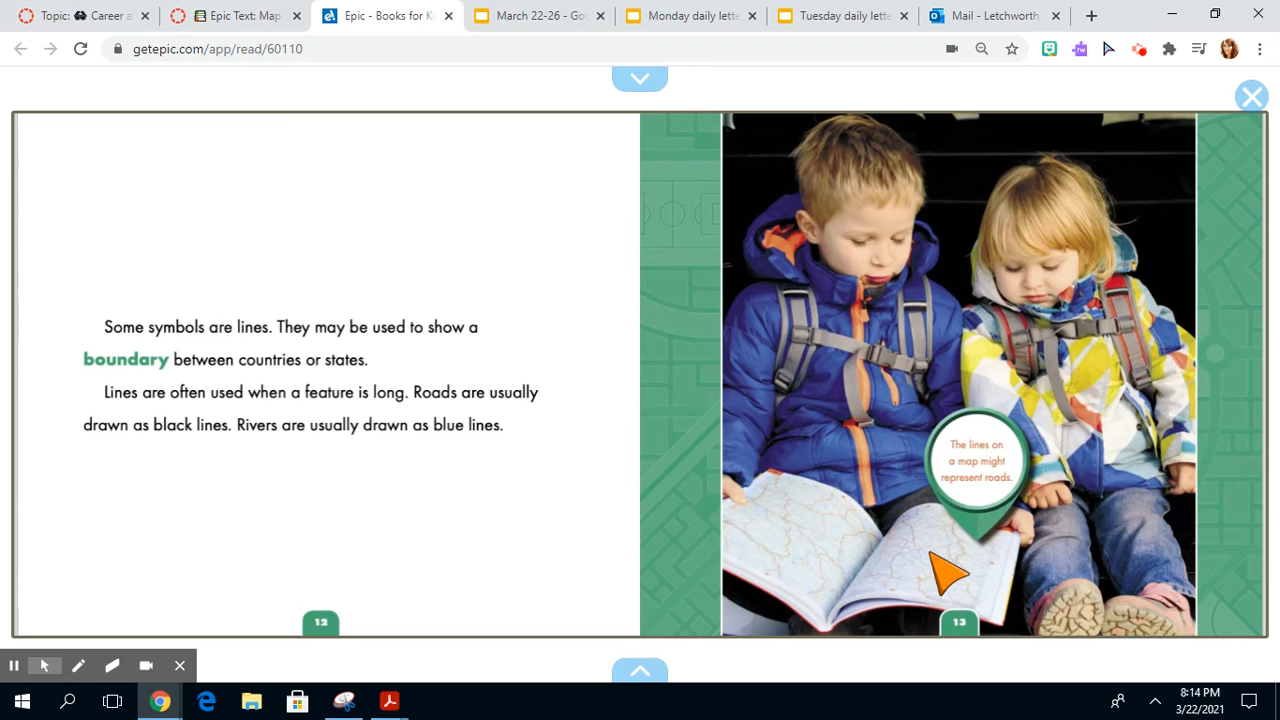 Topic: Career a
Epic Text: Map
Epic - Books for Ki
March 22-26 - Go
Monday daily lette
Tuesday daily lette
Mail - Letchworth,
getepic.com/app/read/60110
Some symbols are lines. They may be used to show a
boundary between countries or states.
Lines are often used when a feature is long. Roads are usually
drawn as black lines. Rivers are usually drawn as blue lines.
12
The lines on
a map might
represent roads.
13
8:14 PM
3/22/2021